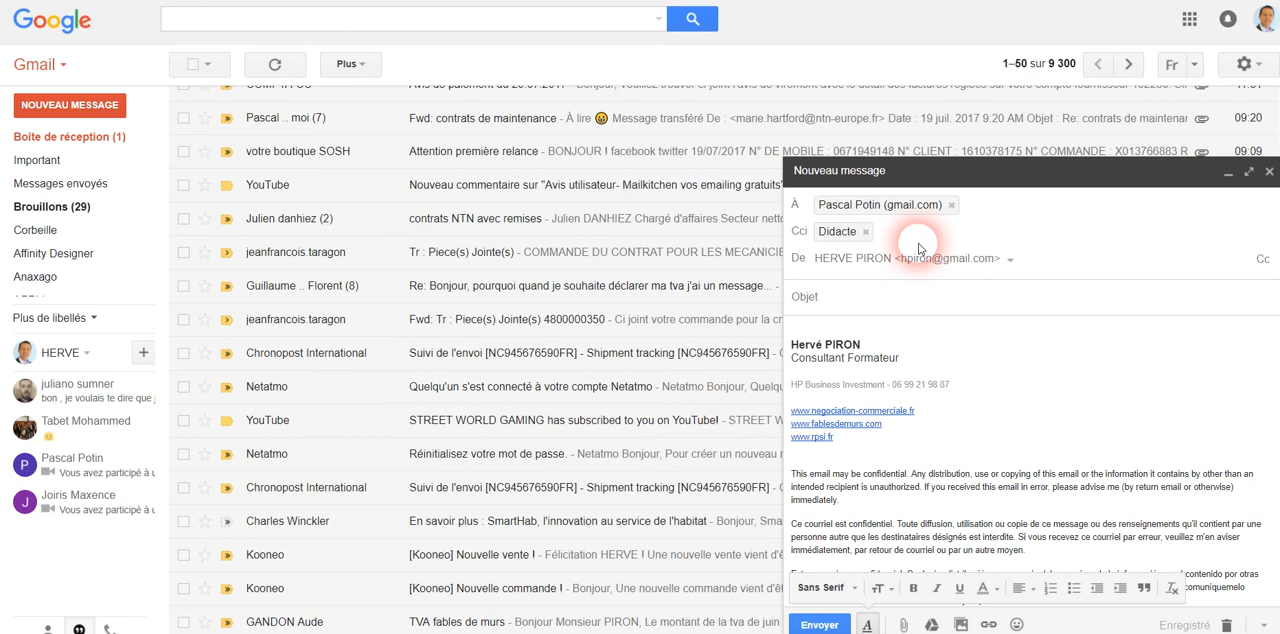 Google
Gmail
Plus
1–50 sur 9 300
Fr
NOUVEAU MESSAGE
Boîte de réception (1)
Important
Messages envoyés
Brouillons (29)
Corbeille
Affinity Designer
Anaxago
Plus de libellés
HERVE
juliano sumner
bon , je voulais te dire que j
Tabet Mohammed
Pascal Potin
Vous avez participé à u
Joiris Maxence
Vous avez participé à u
Pascal .. moi (7) Fwd: contrats de maintenance - À lire 😀 Message transféré De : <marie.hartford@ntn-europe.fr> Date : 19 juil. 2017 9:20 AM Objet : Re: contrats de maintenar 09:20
votre boutique SOSH Attention première relance - BONJOUR ! facebook twitter 19/07/2017 N° DE MOBILE : 0671949148 N° CLIENT : 1610378175 N° COMMANDE : X013766883 R 09:09
YouTube Nouveau commentaire sur "Avis utilisateur- Mailkitchen vos emailing gratuits"
Julien danhiez (2) contrats NTN avec remises - Julien DANHIEZ Chargé d'affaires Secteur netto
jeanfrancois.taragon Tr : Piece(s) Jointe(s) - COMMANDE DU CONTRAT POUR LES MECANICIE
Guillaume .. Florent (8) Re: Bonjour, pourquoi quand je souhaite déclarer ma tva j'ai un messag... -
jeanfrancois.taragon Fwd: Tr : Piece(s) Jointe(s) 4800000350 - Ci joint votre commande pour la cr
Chronopost International Suivi de l'envoi [NC945676590FR] - Shipment tracking [NC945676590FR] -
Netatmo Quelqu'un s'est connecté à votre compte Netatmo - Netatmo Bonjour, Quelqu
YouTube STREET WORLD GAMING has subscribed to you on YouTube! - STREET W
Netatmo Réinitialisez votre mot de passe. - Netatmo Bonjour, Pour créer un nouveau r
Chronopost International Suivi de l'envoi [NC945676590FR] - Shipment tracking [NC945676590FR] -
Charles Winckler En savoir plus : SmartHab, l'innovation au service de l'habitat - Bonjour, Sma
Kooneo [Kooneo] Nouvelle vente ! - Félicitation HERVE ! Une nouvelle vente vient d'ê
Kooneo [Kooneo] Nouvelle commande ! - Bonjour, Une nouvelle commande vient d'ê
GANDON Aude TVA fables de murs - Bonjour Monsieur PIRON, Le montant de la tva d'juin
Nouveau message
À Pascal Potin (gmail.com)
Cci Didacte
De HERVE PIRON <hpiron@gmail.com> Cc
Objet
Hervé PIRON
Consultant Formateur
HP Business Investment - 06 99 21 98 87
www.negociation-commerciale.fr
www.fablesdemurs.com
www.rpsi.fr
This email may be confidential. Any distribution, use or copying of this email or the information it contains by other than an
intended recipient is unauthorized. If you received this email in error, please advise me (by return email or otherwise)
immediately.
Ce courriel est confidentiel. Toute diffusion, utilisation ou copie de ce message ou des renseignements qu'il contient par une
personne autre que les destinataires désignés est interdite. Si vous recevez ce courriel par erreur, veuillez m'en aviser
immédiatement, par retour de courriel ou par un autre moyen.
contenido por otras
comuniquemelo
Sans Serif
Envoyer
Enregistré